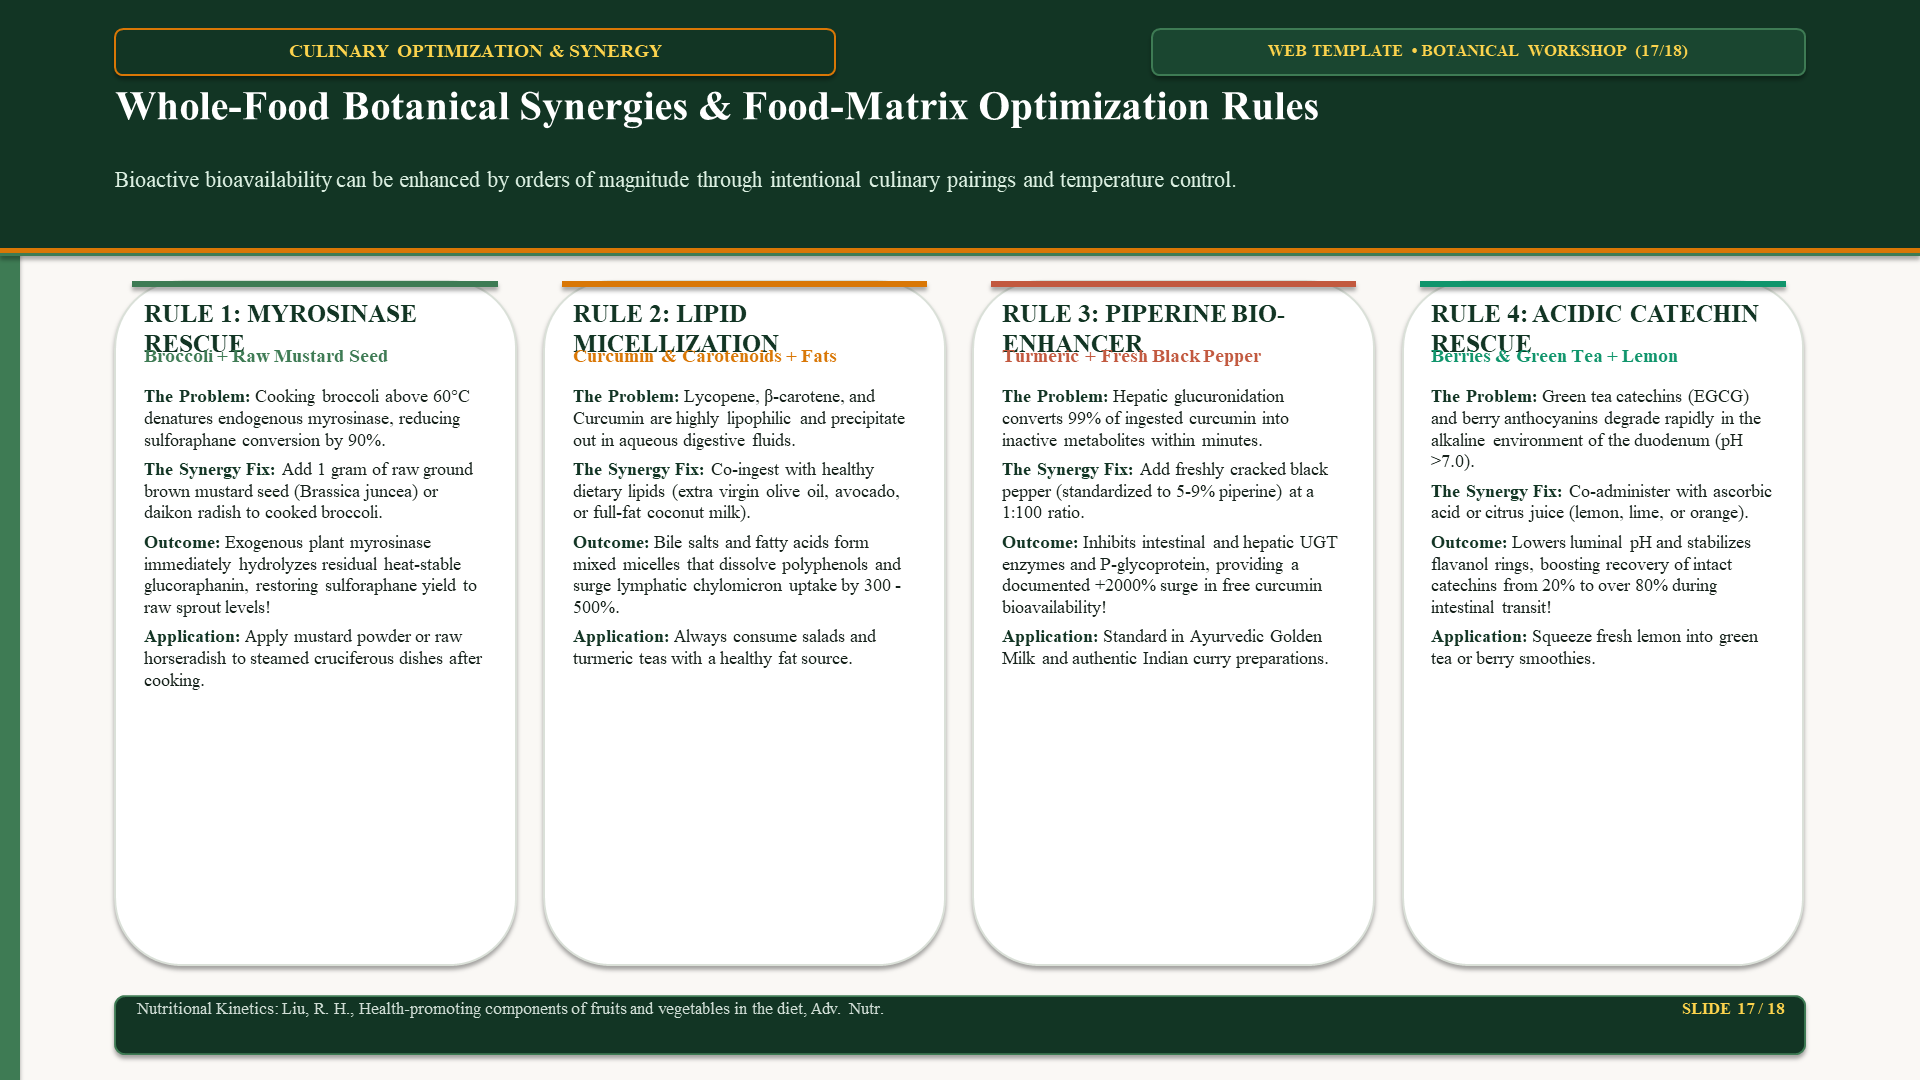 CULINARY OPTIMIZATION & SYNERGY
WEB TEMPLATE • BOTANICAL WORKSHOP (17/18)
Whole-Food Botanical Synergies & Food-Matrix Optimization Rules
Bioactive bioavailability can be enhanced by orders of magnitude through intentional culinary pairings and temperature control.
RULE 1: MYROSINASE
RESCUE
Broccoli + Raw Mustard Seed
The Problem: Cooking broccoli above 60°C
denatures endogenous myrosinase, reducing
sulforaphane conversion by 90%.
The Synergy Fix: Add 1 gram of raw ground
brown mustard seed (Brassica juncea) or
daikon radish to cooked broccoli.
Outcome: Exogenous plant myrosinase
immediately hydrolyzes residual heat-stable
glucoraphanin, restoring sulforaphane yield to
raw sprout levels!
Application: Apply mustard powder or raw
horseradish to steamed cruciferous dishes after
cooking.
RULE 2: LIPID
MICELLIZATION
Curcumin & Carotenoids + Fats
The Problem: Lycopene, β-carotene, and
Curcumin are highly lipophilic and precipitate
out in aqueous digestive fluids.
The Synergy Fix: Co-ingest with healthy
dietary lipids (extra virgin olive oil, avocado,
or full-fat coconut milk).
Outcome: Bile salts and fatty acids form
mixed micelles that dissolve polyphenols and
surge lymphatic chylomicron uptake by 300-
500%.
Application: Always consume salads and
turmeric teas with a healthy fat source.
RULE 3: PIPERINE BIO-
ENHANCER
Turmeric + Fresh Black Pepper
The Problem: Hepatic glucuronidation
converts 99% of ingested curcumin into
inactive metabolites within minutes.
The Synergy Fix: Add freshly cracked black
pepper (standardized to 5-9% piperine) at a
1:100 ratio.
Outcome: Inhibits intestinal and hepatic UGT
enzymes and P-glycoprotein, providing a
documented +2000% surge in free curcumin
bioavailability!
Application: Standard in Ayurvedic Golden
Milk and authentic Indian curry preparations.
RULE 4: ACIDIC CATECHIN
RESCUE
Berries & Green Tea + Lemon
The Problem: Green tea catechins (EGCG)
and berry anthocyanins degrade rapidly in the
alkaline environment of the duodenum (pH
>7.0).
The Synergy Fix: Co-administer with ascorbic
acid or citrus juice (lemon, lime, or orange).
Outcome: Lowers luminal pH and stabilizes
flavanol rings, boosting recovery of intact
catechins from 20% to over 80% during
intestinal transit!
Application: Squeeze fresh lemon into green
tea or berry smoothies.
Nutritional Kinetics: Liu, R. H., Health-promoting components of fruits and vegetables in the diet, Adv. Nutr.
SLIDE 17 / 18